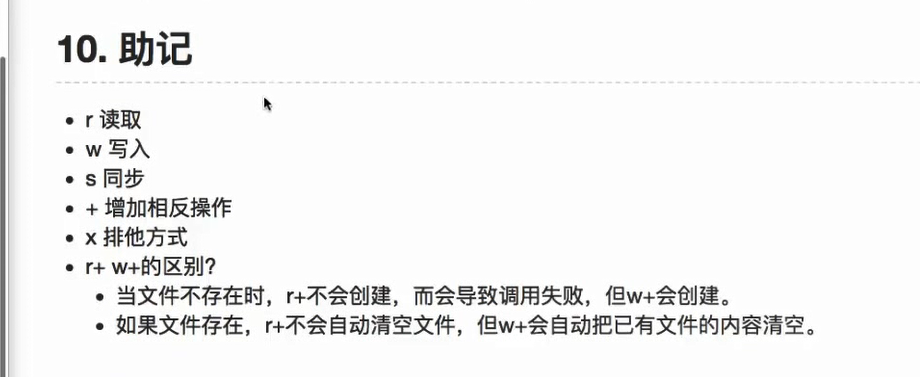 10. 助记
r 读取
w 写入
s 同步
+ 增加相反操作
x 排他方式
r+ w+的区别?
当文件不存在时，r+不会创建，而会导致调用失败，但w+会创建。
如果文件存在，r+不会自动清空文件，但w+会自动把已有文件的内容清空。